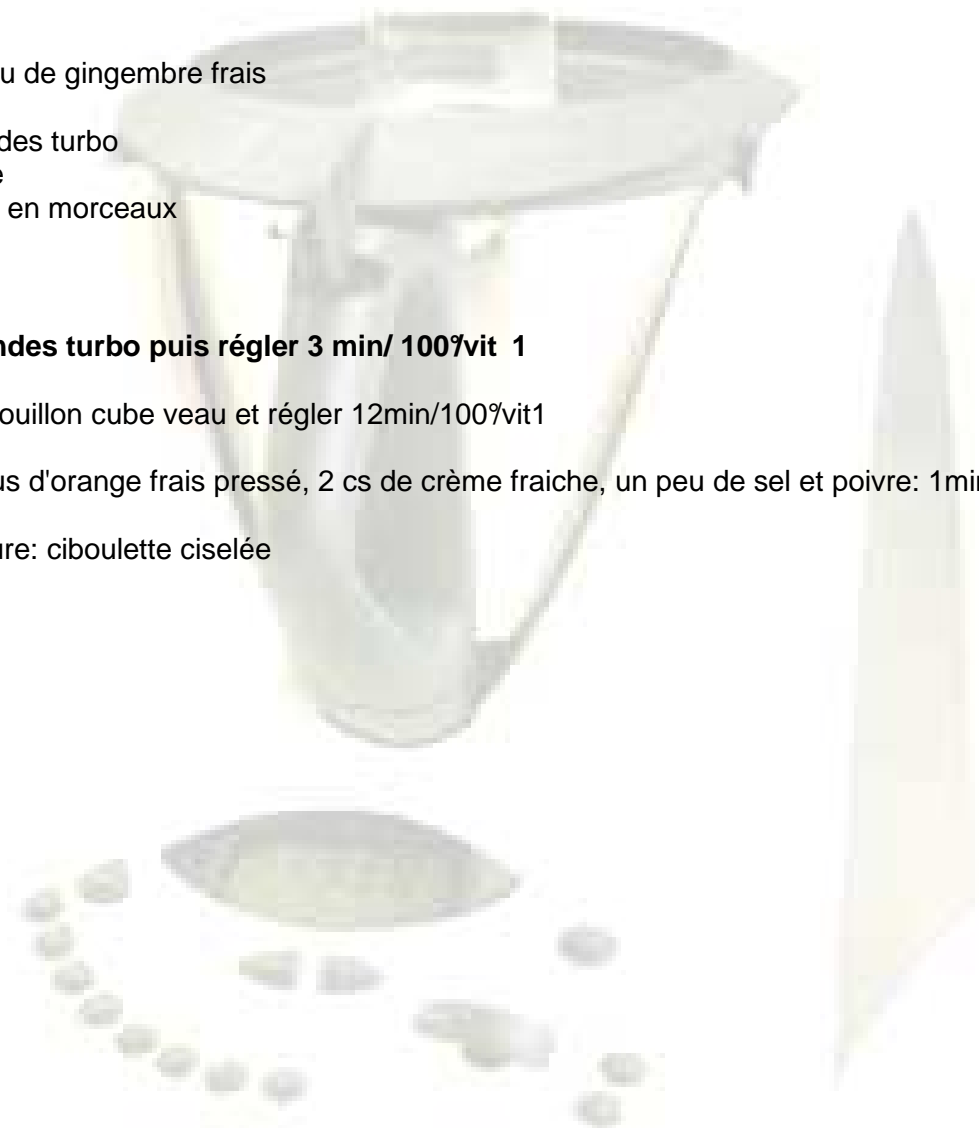 u de gingembre frais
des turbo
e
en morceaux
ndes turbo puis régler 3 min/ 100°/vit 1
ouillon cube veau et régler 12min/100°/vit1
us d'orange frais pressé, 2 cs de crème fraiche, un peu de sel et poivre: 1min
ure: ciboulette ciselée